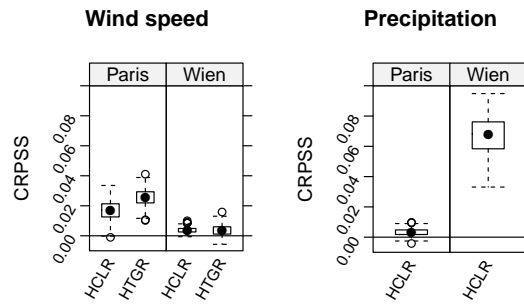 Wind speed
Precipitation
Paris
Wien
Paris
Wien
CRPSS
0.00
0.02
0.04
0.06
0.08
HCLR
HTGR
HCLR
HTGR
CRPSS
0.00
0.02
0.04
0.06
0.08
HCLR
HCLR